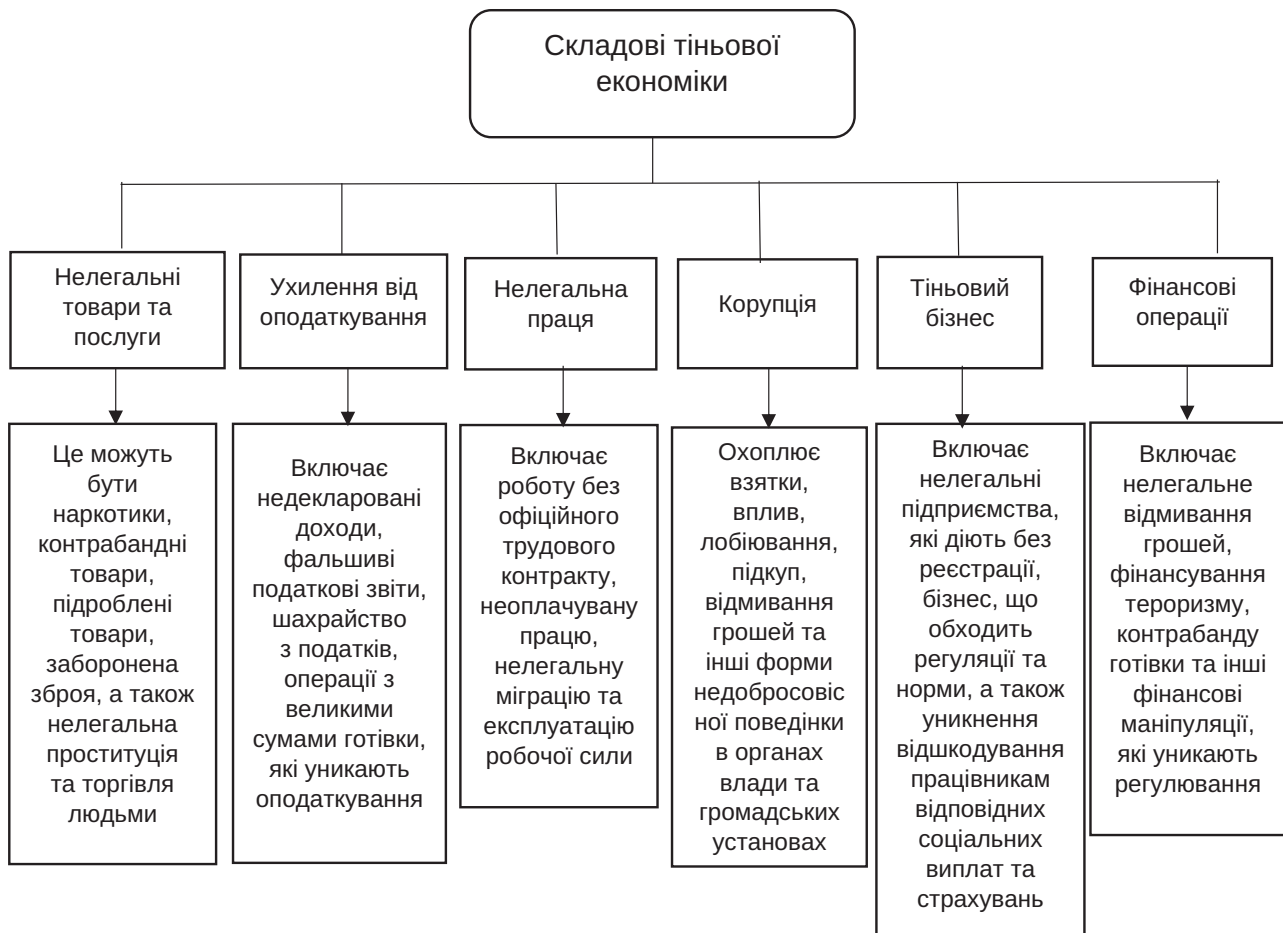 Складові тіньової
економіки
Нелегальні
товари та
послуги
Ухилення від
оподаткування
Нелегальна
праця
Корупція
Тіньовий
бізнес
Фінансові
операції
Це можуть
бути
наркотики,
контрабандні
товари,
підроблені
товари,
заборонена
зброя, а також
нелегальна
проституція
та торгівля
людьми
Включає
недекларовані
доходи,
фальшиві
податкові звіти,
шахрайство
з податків,
операції з
великими
сумами готівки,
які уникають
оподаткування
Включає
роботу без
офіційного
трудового
контракту,
неоплачувану
працю,
нелегальну
міграцію та
експлуатацію
робочої сили
Охоплює
взятки,
вплив,
лобіювання,
підкуп,
відмивання
грошей та
інші форми
недобросовіс
ної поведінки
в органах
влади та
громадських
установах
Включає
нелегальні
підприємства,
які діють без
реєстрації,
бізнес, що
обходить
регуляції та
норми, а також
уникнення
відшкодування
працівникам
відповідних
соціальних
виплат та
страхувань
Включає
нелегальне
відмивання
грошей,
фінансування
тероризму,
контрабанду
готівки та інші
фінансові
маніпуляції,
які уникають
регулювання